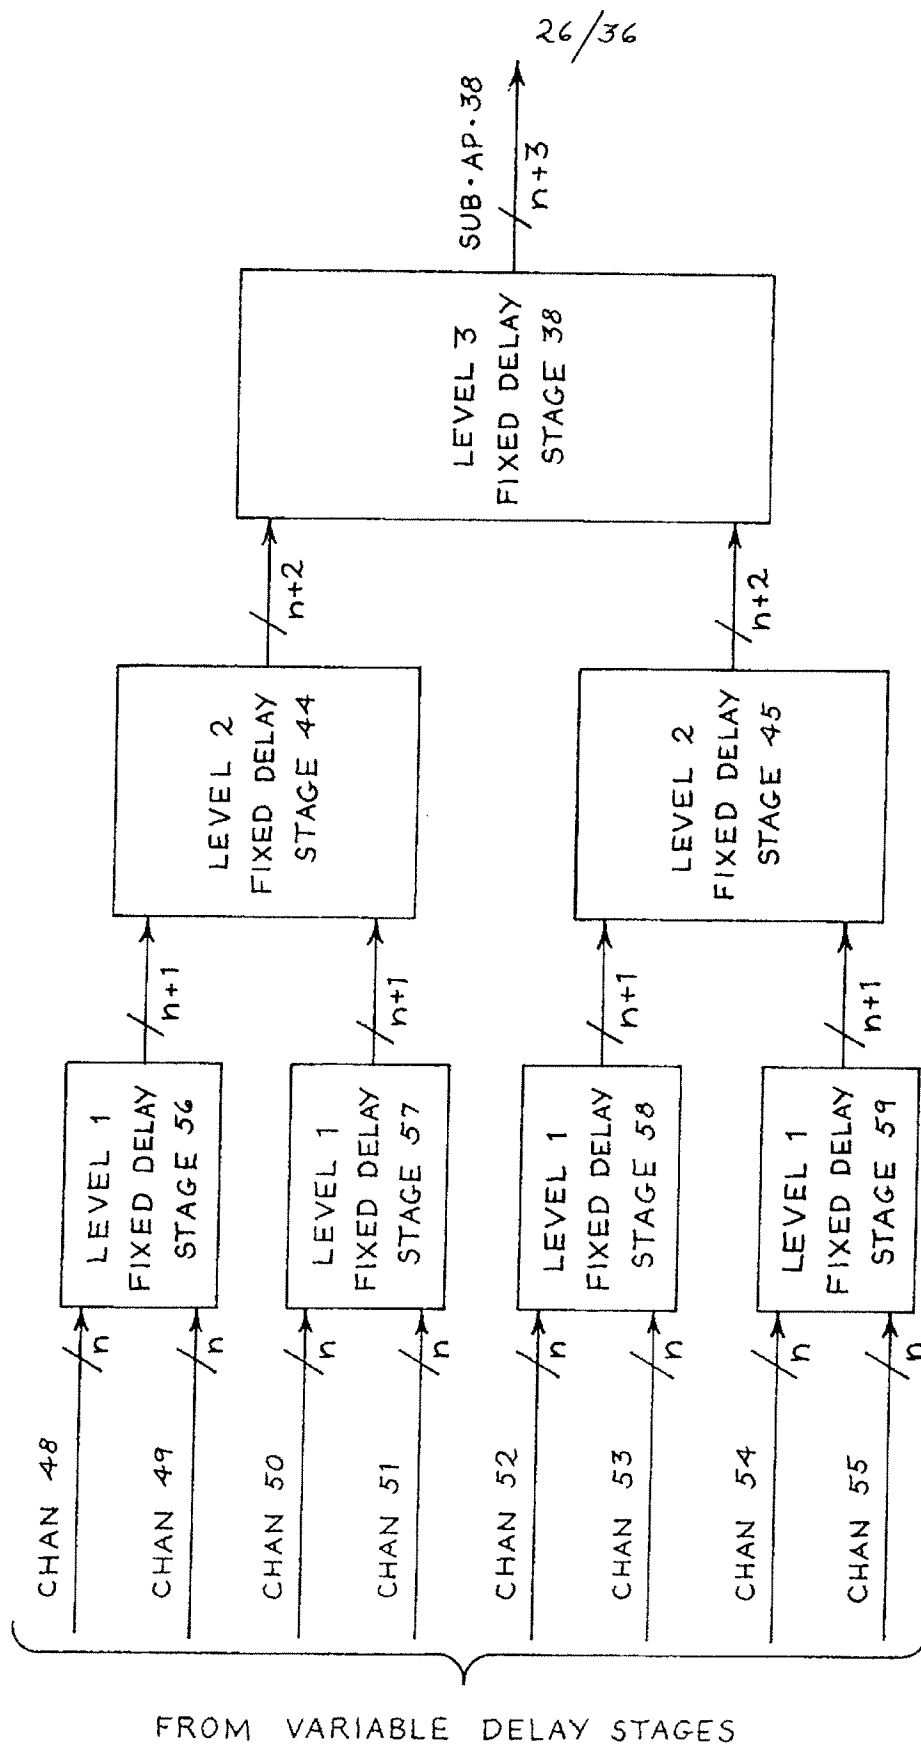 26/36
SUB·AP·38
n+3
LEVEL 3
FIXED DELAY
STAGE 38
n+2
n+2
LEVEL 2
FIXED DELAY
STAGE 44
LEVEL 2
FIXED DELAY
STAGE 45
n+1
n+1
n+1
n+1
LEVEL 1
FIXED DELAY
STAGE 56
LEVEL 1
FIXED DELAY
STAGE 57
LEVEL 1
FIXED DELAY
STAGE 58
LEVEL 1
FIXED DELAY
STAGE 59
n
n
n
n
n
n
n
n
CHAN 48
CHAN 49
CHAN 50
CHAN 51
CHAN 52
CHAN 53
CHAN 54
CHAN 55
FROM VARIABLE DELAY STAGES